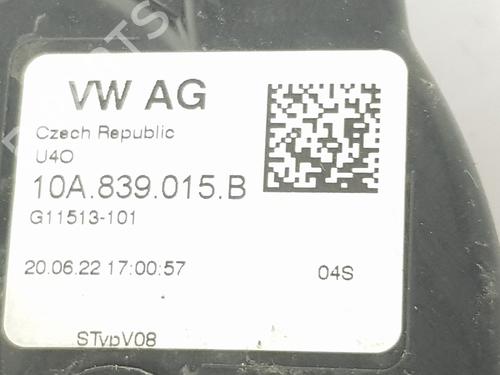 VW AG
Czech Republic
U4O
10A.839.015.B
G11513-101
20.06.22 17:00:57
04S
STypV08